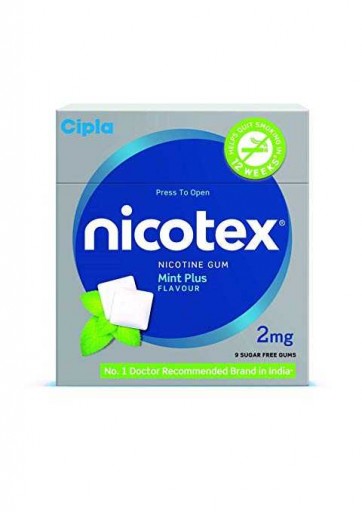 Cipla
HELPS QUIT SMOKING IN
12 WEEKS*
Press To Open
nicotex®
NICOTINE GUM
Mint Plus
FLAVOUR
2mg
9 SUGAR FREE GUMS
No. 1 Doctor Recommended Brand in India*